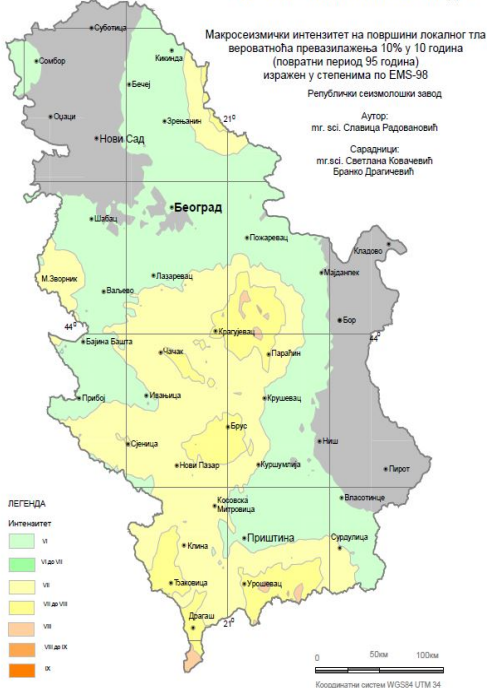 Макросеизмички интензитет на површини локалног тла
вероватноћа превазилажења 10% у 10 година
(повратни период 95 година)
изражен у степенима по EMS-98
Републички сеизмолошки завод
Аутор:
mr. sci. Славица Радовановић
Сарадници:
mr.sci. Светлана Ковачевић
Бранко Драгичевић
Суботица
Сомбор
Кикинда
Бечеј
Оџаци
Зрењанин
21°
Нови Сад
Београд
Шабац
Пожаревац
Кладово
М.Зворник
Лазаревац
Мајданпек
Ваљево
Бор
44°
Крагујевац
44°
Бајина Башта
Чачак
Параћин
Прибој
Ивањица
Крушевац
Брус
Сјеница
Ниш
Нови Пазар
Куршумлија
Пирот
Косовска
Митровица
Власотинце
Приштина
Сурдулица
Клина
Ђаковица
Урошевац
Драгаш
21°
ЛЕГЕНДА
Интензитет
VI
VI до VII
VII
VII до VIII
VIII
VIII до IX
IX
0 50км 100км
Координатни систем WGS84 UTM 34